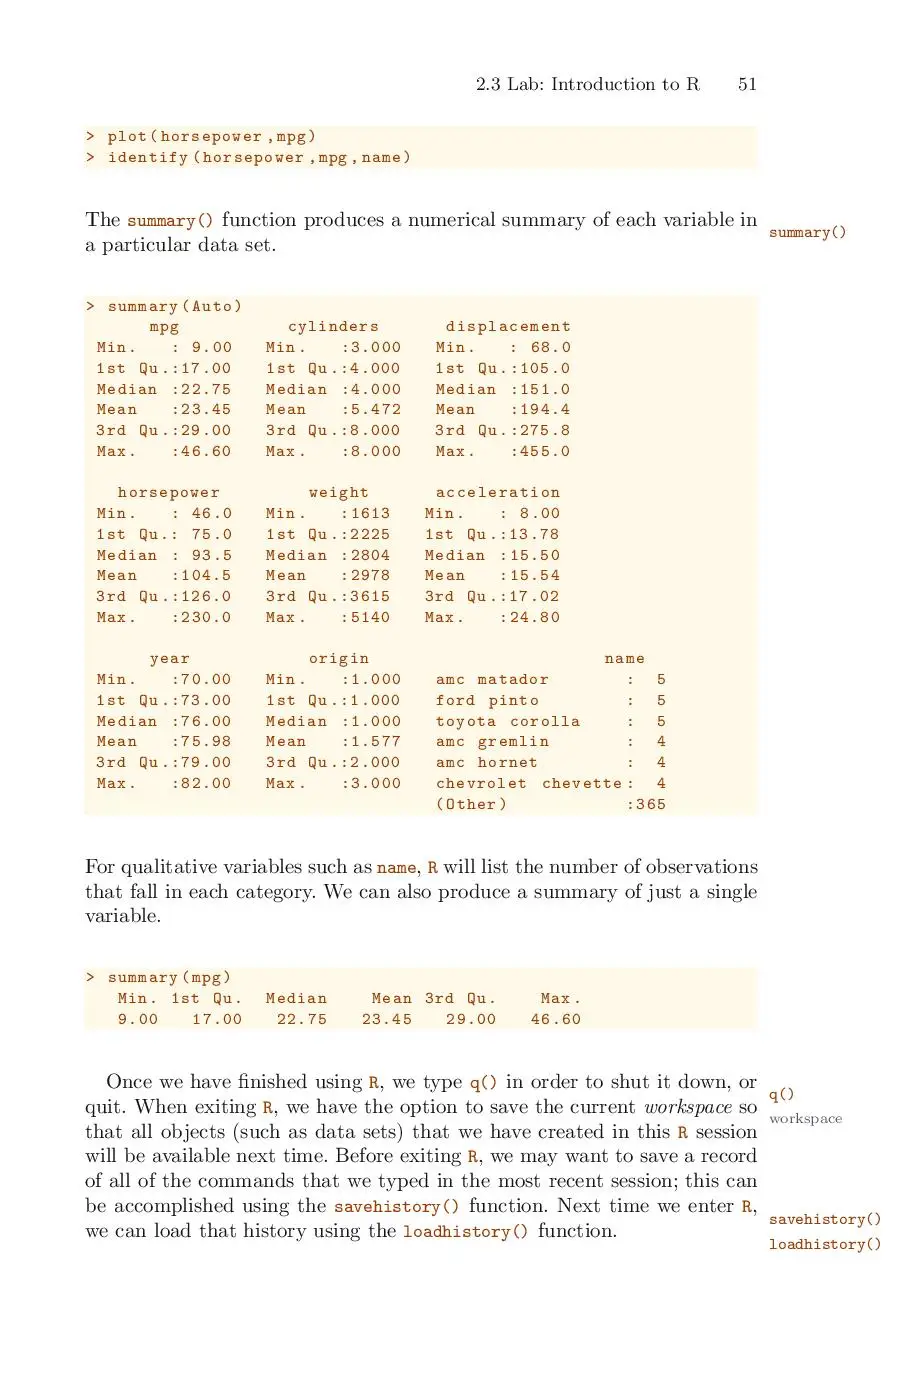 2.3 Lab: Introduction to R 51
> plot(horsepower ,mpg)
> identify(horsepower ,mpg ,name)
The summary() function produces a numerical summary of each variable in
summary()
a particular data set.
> summary(Auto)
mpg cylinders displacement
Min. : 9.00 Min. :3.000 Min. : 68.0
1st Qu.:17.00 1st Qu.:4.000 1st Qu.:105.0
Median :22.75 Median :4.000 Median :151.0
Mean :23.45 Mean :5.472 Mean :194.4
3rd Qu.:29.00 3rd Qu.:8.000 3rd Qu.:275.8
Max. :46.60 Max. :8.000 Max. :455.0
horsepower weight acceleration
Min. : 46.0 Min. :1613 Min. : 8.00
1st Qu.: 75.0 1st Qu.:2225 1st Qu.:13.78
Median : 93.5 Median :2804 Median :15.50
Mean :104.5 Mean :2978 Mean :15.54
3rd Qu.:126.0 3rd Qu.:3615 3rd Qu.:17.02
Max. :230.0 Max. :5140 Max. :24.80
year origin name
Min. :70.00 Min. :1.000 amc matador : 5
1st Qu.:73.00 1st Qu.:1.000 ford pinto : 5
Median :76.00 Median :1.000 toyota corolla : 5
Mean :75.98 Mean :1.577 amc gremlin : 4
3rd Qu.:79.00 3rd Qu.:2.000 amc hornet : 4
Max. :82.00 Max. :3.000 chevrolet chevette: 4
(Other) :365
For qualitative variables such as name, R will list the number of observations
that fall in each category. We can also produce a summary of just a single
variable.
> summary(mpg)
Min. 1st Qu. Median Mean 3rd Qu. Max.
9.00 17.00 22.75 23.45 29.00 46.60
Once we have finished using R, we type q() in order to shut it down, or
q()
quit. When exiting R, we have the option to save the current workspace so
workspace
that all objects (such as data sets) that we have created in this R session
will be available next time. Before exiting R, we may want to save a record
of all of the commands that we typed in the most recent session; this can
be accomplished using the savehistory() function. Next time we enter R,
savehistory()
we can load that history using the loadhistory() function.
loadhistory()